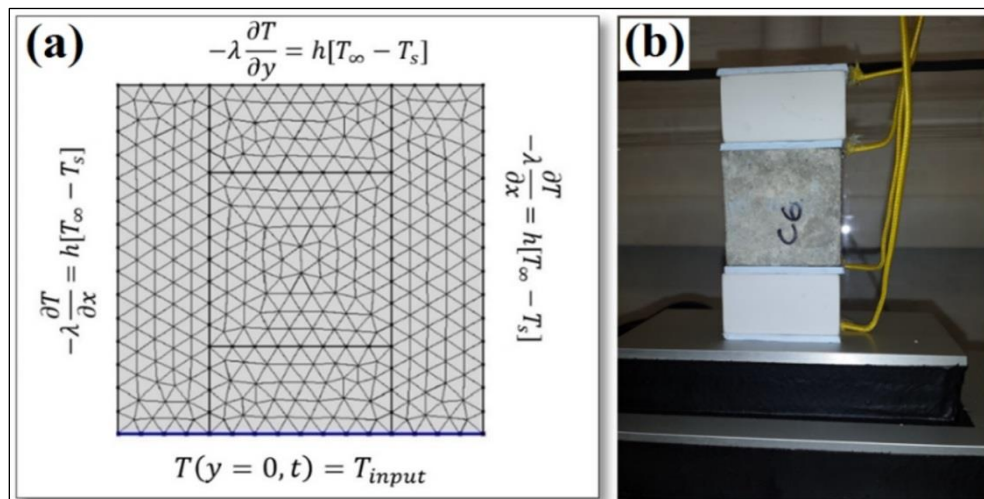 (a)
−λ ∂T/∂y = h[T∞ − Ts]
−λ ∂T/∂x = h[T∞ − Ts]
−λ ∂T/∂x = h[T∞ − Ts]
T(y = 0, t) = Tinput
(b)
C6